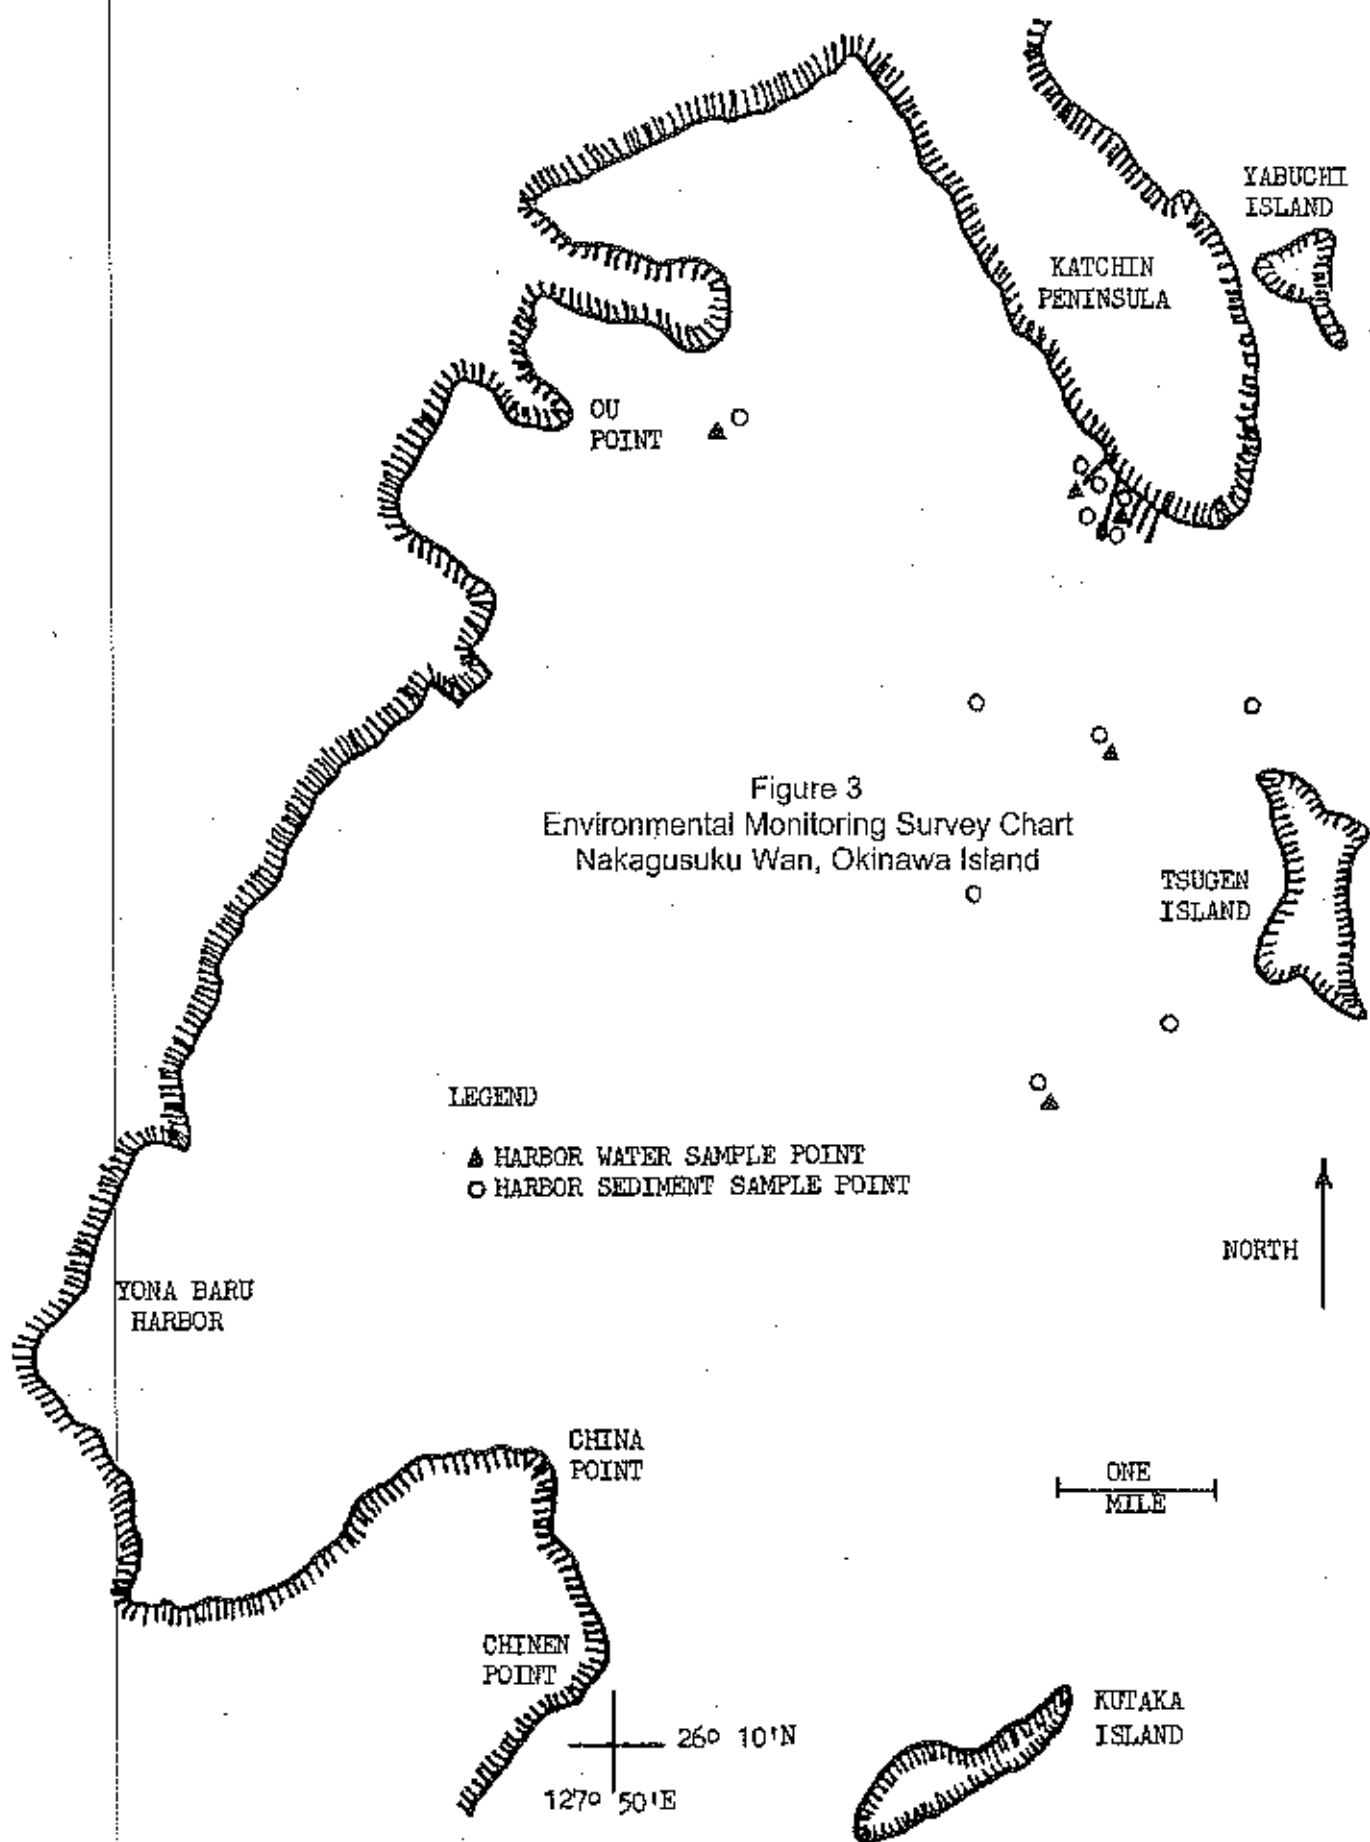 YABUCHI
ISLAND
KATCHIN
PENINSULA
OU
POINT
Figure 3
Environmental Monitoring Survey Chart
Nakagusuku Wan, Okinawa Island
TSUGEN
ISLAND
LEGEND
▲ HARBOR WATER SAMPLE POINT
○ HARBOR SEDIMENT SAMPLE POINT
NORTH
YONA BARU
HARBOR
CHINA
POINT
ONE
MILE
CHINEN
POINT
KUTAKA
ISLAND
26º 10'N
127º 50'E